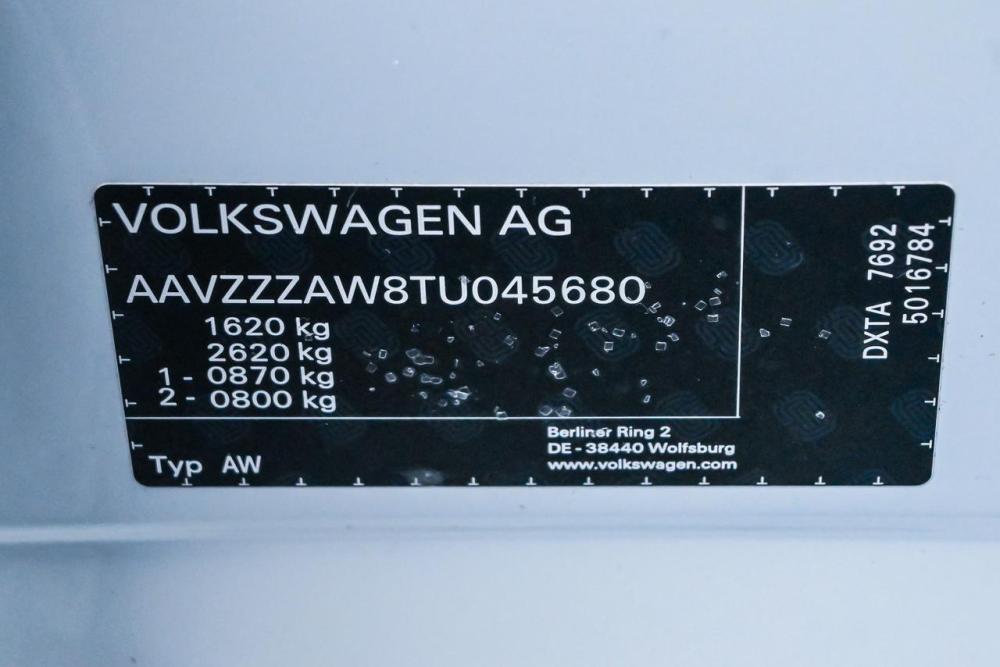 VOLKSWAGEN AG
AAVZZZAW8TU045680
1620 kg
2620 kg
1 - 0870 kg
2 - 0800 kg
Typ AW
Berliner Ring 2
DE - 38440 Wolfsburg
www.volkswagen.com
DXTA 7692
5016784